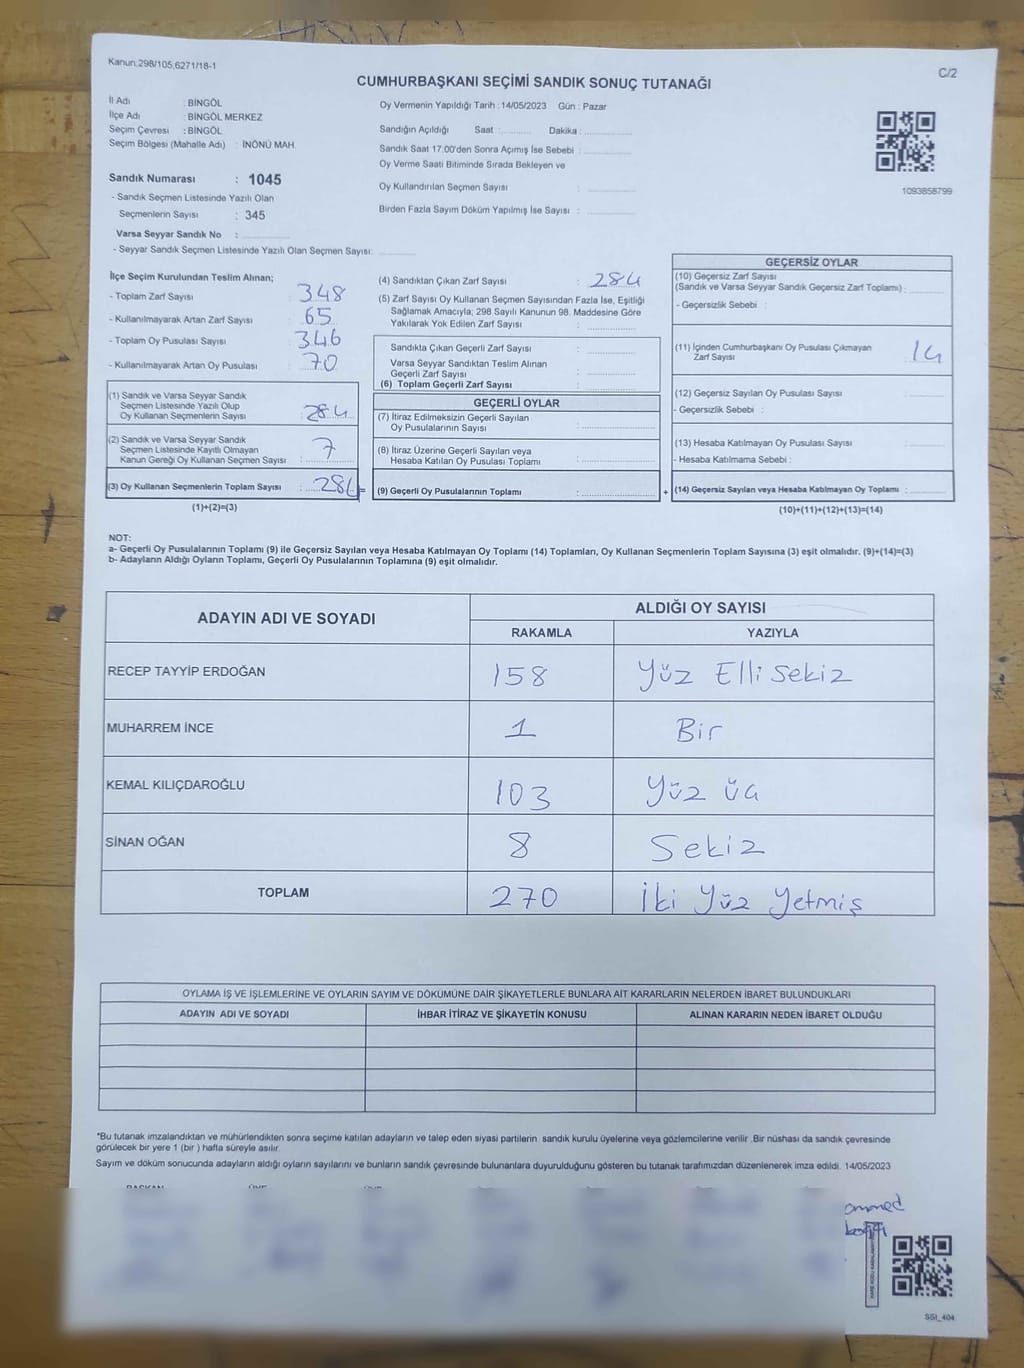 Kanun:298/105,6271/18-1
C/2
CUMHURBAŞKANI SEÇİMİ SANDIK SONUÇ TUTANAĞI
İl Adı : BİNGÖL
İlçe Adı : BİNGÖL MERKEZ
Seçim Çevresi : BİNGÖL
Seçim Bölgesi (Mahalle Adı) : İNÖNÜ MAH.
Sandık Numarası : 1045
- Sandık Seçmen Listesinde Yazılı Olan
Seçmenlerin Sayısı : 345
Varsa Seyyar Sandık No :
- Seyyar Sandık Seçmen Listesinde Yazılı Olan Seçmen Sayısı:
Oy Vermenin Yapıldığı Tarih : 14/05/2023 Gün : Pazar
Sandığın Açıldığı Saat : Dakika :
Sandık Saat 17:00'den Sonra Açımış İse Sebebi :
Oy Verme Saati Bitiminde Sırada Bekleyen ve
Oy Kullandırılan Seçmen Sayısı :
Birden Fazla Sayım Döküm Yapılmış İse Sayısı :
1093858799
İlçe Seçim Kurulundan Teslim Alınan;
- Toplam Zarf Sayısı : 348
- Kullanılmayarak Artan Zarf Sayısı : 65
- Toplam Oy Pusulası Sayısı : 346
- Kullanılmayarak Artan Oy Pusulası : 70
(1) Sandık ve Varsa Seyyar Sandık
Seçmen Listesinde Yazılı Olup
Oy Kullanan Seçmenlerin Sayısı : 284
(2) Sandık ve Varsa Seyyar Sandık
Seçmen Listesinde Kayıtlı Olmayan
Kanun Gereği Oy Kullanan Seçmen Sayısı : 7
(3) Oy Kullanan Seçmenlerin Toplam Sayısı : 284 =
(1)+(2)=(3)
(4) Sandıktan Çıkan Zarf Sayısı : 284
(5) Zarf Sayısı Oy Kullanan Seçmen Sayısından Fazla İse, Eşitliği
Sağlamak Amacıyla; 298 Sayılı Kanunun 98. Maddesine Göre
Yakılarak Yok Edilen Zarf Sayısı :
Sandıkta Çıkan Geçerli Zarf Sayısı :
Varsa Seyyar Sandıktan Teslim Alınan
Geçerli Zarf Sayısı :
(6) Toplam Geçerli Zarf Sayısı :
GEÇERLİ OYLAR
(7) İtiraz Edilmeksizin Geçerli Sayılan
Oy Pusulalarının Sayısı :
(8) İtiraz Üzerine Geçerli Sayılan veya
Hesaba Katılan Oy Pusulası Toplamı :
(9) Geçerli Oy Pusulalarının Toplamı : +
GEÇERSİZ OYLAR
(10) Geçersiz Zarf Sayısı
(Sandık ve Varsa Seyyar Sandık Geçersiz Zarf Toplamı) :
- Geçersizlik Sebebi :
(11) İçinden Cumhurbaşkanı Oy Pusulası Çıkmayan
Zarf Sayısı : 14
(12) Geçersiz Sayılan Oy Pusulası Sayısı :
- Geçersizlik Sebebi :
(13) Hesaba Katılmayan Oy Pusulası Sayısı :
- Hesaba Katılmama Sebebi :
(14) Geçersiz Sayılan veya Hesaba Katılmayan Oy Toplamı :
(10)+(11)+(12)+(13)=(14)
NOT:
a- Geçerli Oy Pusulalarının Toplamı (9) ile Geçersiz Sayılan veya Hesaba Katılmayan Oy Toplamı (14) Toplamları, Oy Kullanan Seçmenlerin Toplam Sayısına (3) eşit olmalıdır. (9)+(14)=(3)
b- Adayların Aldığı Oyların Toplamı, Geçerli Oy Pusulalarının Toplamına (9) eşit olmalıdır.
ADAYIN ADI VE SOYADI ALDIĞI OY SAYISI
RAKAMLA YAZIYLA
RECEP TAYYİP ERDOĞAN 158 Yüz Elli Sekiz
MUHARREM İNCE 1 Bir
KEMAL KILIÇDAROĞLU 103 Yüz üç
SİNAN OĞAN 8 Sekiz
TOPLAM 270 İki Yüz Yetmiş
OYLAMA İŞ VE İŞLEMLERİNE VE OYLARIN SAYIM VE DÖKÜMÜNE DAİR ŞİKAYETLERLE BUNLARA AİT KARARLARIN NELERDEN İBARET BULUNDUKLARI
ADAYIN ADI VE SOYADI İHBAR İTİRAZ VE ŞİKAYETİN KONUSU ALINAN KARARIN NEDEN İBARET OLDUĞU
*Bu tutanak imzalandıktan ve mühürlendikten sonra seçime katılan adayların ve talep eden siyasi partilerin sandık kurulu üyelerine veya gözlemcilerine verilir .Bir nüshası da sandık çevresinde
görülecek bir yere 1 (bir ) hafta süreyle asılır.
Sayım ve döküm sonucunda adayların aldığı oyların sayılarını ve bunların sandık çevresinde bulunanlara duyurulduğunu gösteren bu tutanak tarafımızdan düzenlenerek imza edildi. 14/05/2023
SSI_404